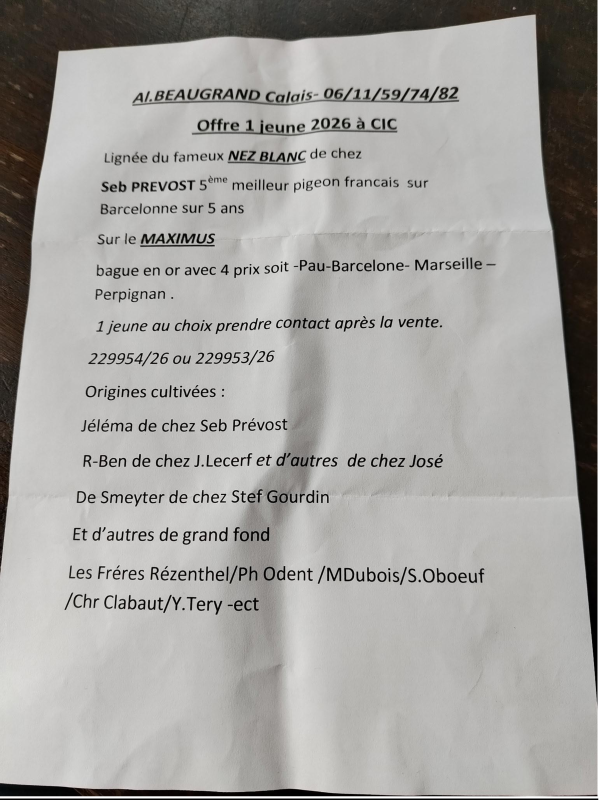 Al.BEAUGRAND Calais- 06/11/59/74/82
Offre 1 jeune 2026 à CIC
Lignée du fameux NEZ BLANC de chez
Seb PREVOST 5ème meilleur pigeon francais sur
Barcelonne sur 5 ans
Sur le MAXIMUS
bague en or avec 4 prix soit -Pau-Barcelone- Marseille –
Perpignan .
1 jeune au choix prendre contact après la vente.
229954/26 ou 229953/26
Origines cultivées :
Jéléma de chez Seb Prévost
R-Ben de chez J.Lecerf et d’autres de chez José
De Smeyter de chez Stef Gourdin
Et d’autres de grand fond
Les Fréres Rézenthel/Ph Odent /MDubois/S.Oboeuf
/Chr Clabaut/Y.Tery -ect